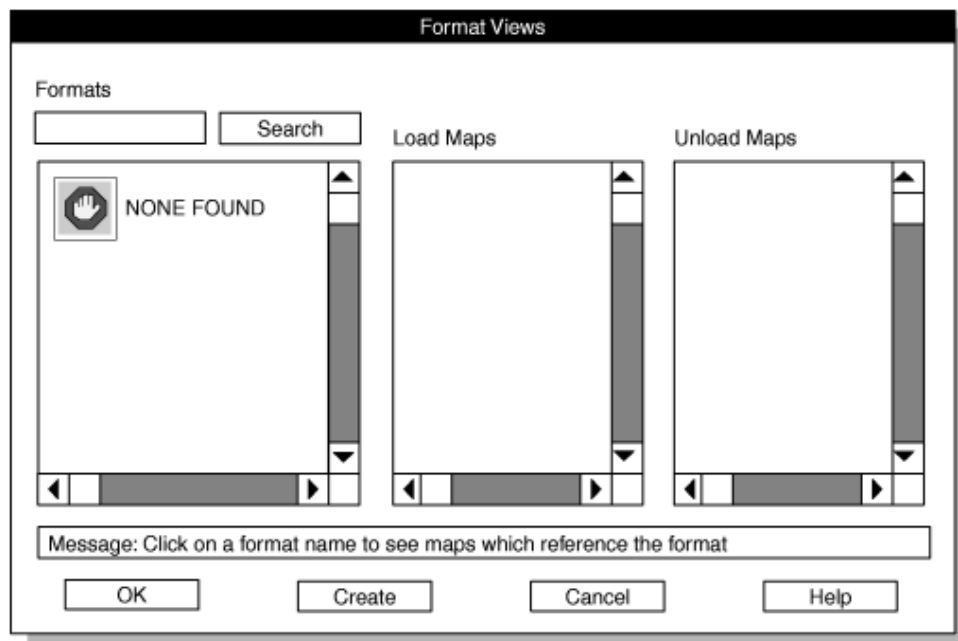 Format Views
Formats
Search
Load Maps
Unload Maps
NONE FOUND
Message: Click on a format name to see maps which reference the format
OK
Create
Cancel
Help